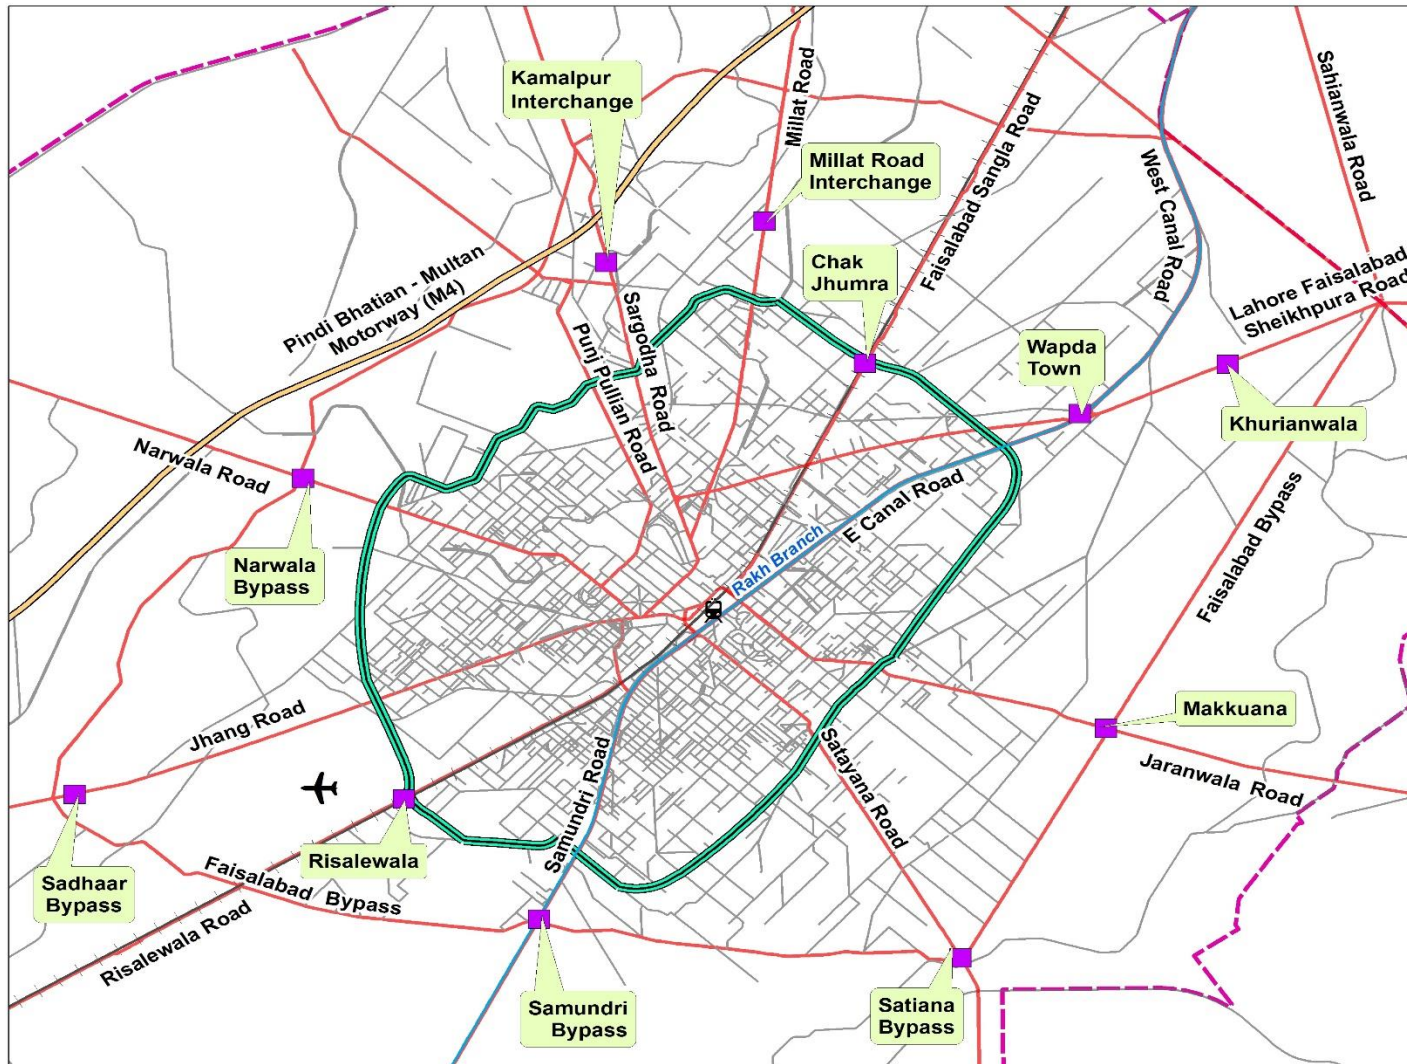 Kamalpur
Interchange
Millat Road
Millat Road
Interchange
Faisalabad Sangla Road
Sahianwala Road
West Canal Road
Chak
Jhumra
Pindi Bhatian - Multan
Motorway (M4)
Sargodha Road
Punj Pullian Road
Lahore Faisalabad
Sheikhpura Road
Wapda
Town
Khurianwala
Narwala Road
E Canal Road
Rakh Branch
Faisalabad Bypass
Narwala
Bypass
Jhang Road
Makkuana
Jaranwala Road
Satayana Road
Samundri Road
Risalewala
Sadhaar
Bypass
Faisalabad Bypass
Risalewala Road
Samundri
Bypass
Satiana
Bypass